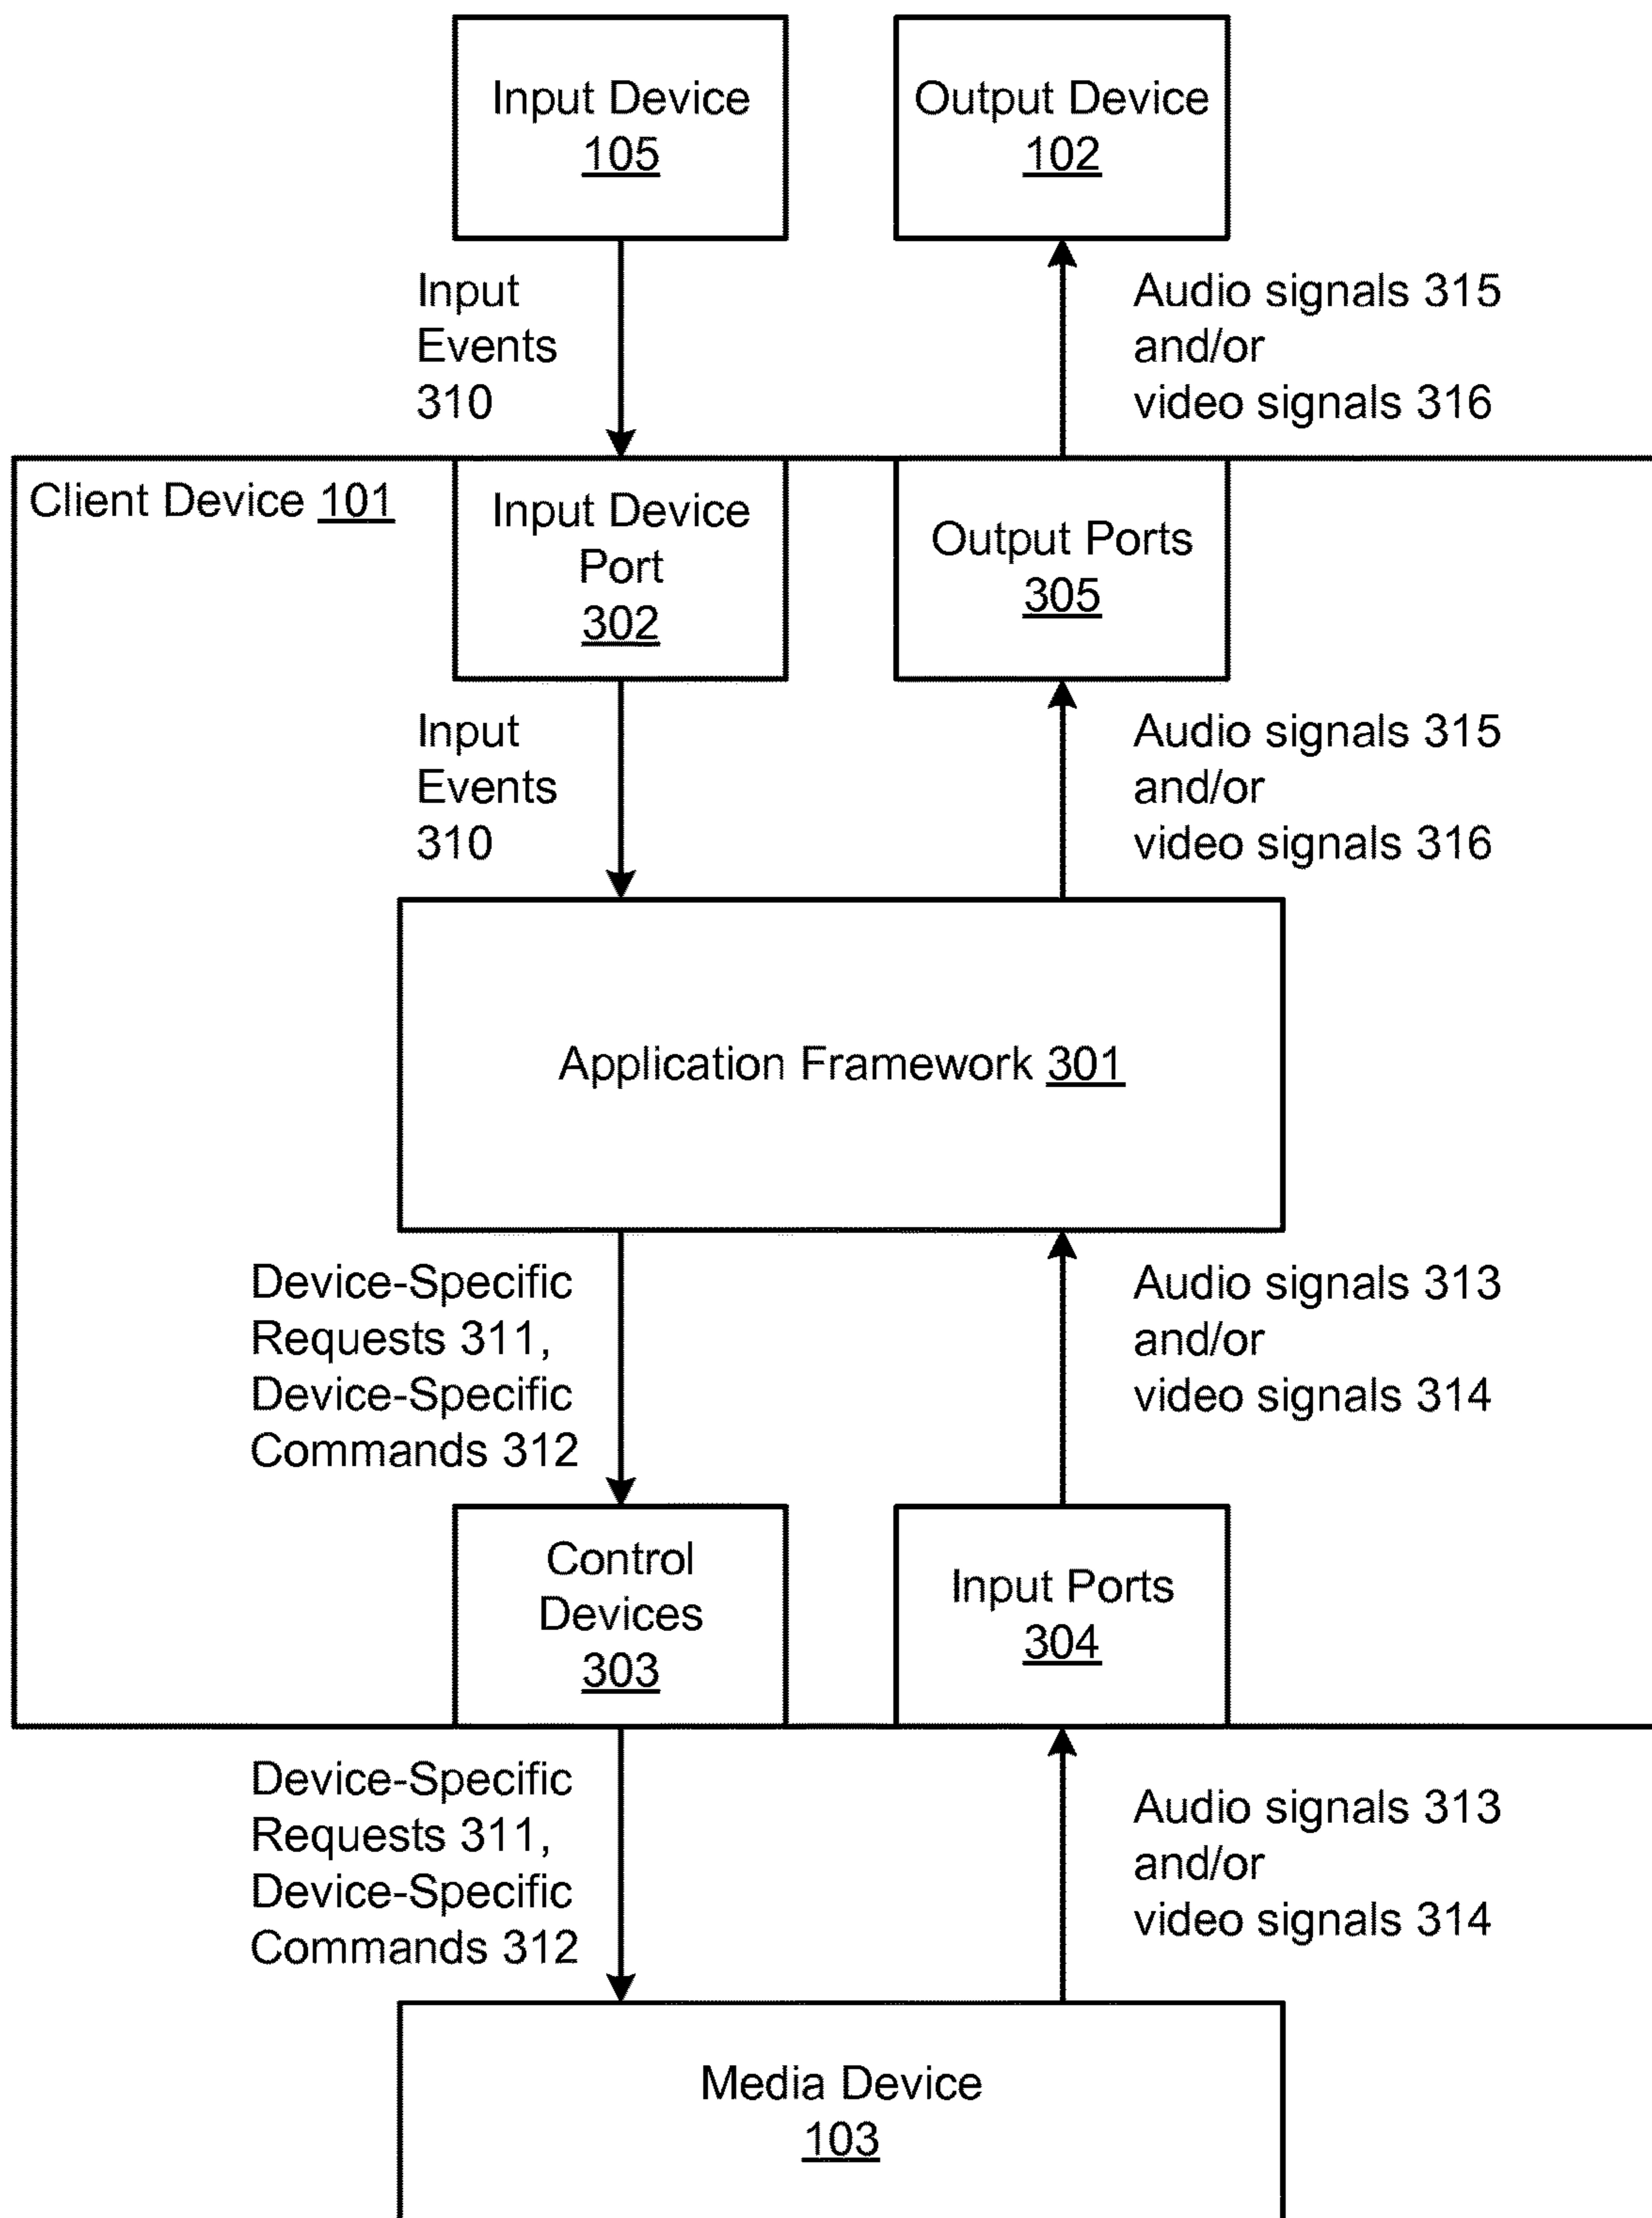 Input Device
105
Output Device
102
Input
Events
310
Audio signals 315
and/or
video signals 316
Client Device 101
Input Device
Port
302
Output Ports
305
Input
Events
310
Audio signals 315
and/or
video signals 316
Application Framework 301
Device-Specific
Requests 311,
Device-Specific
Commands 312
Audio signals 313
and/or
video signals 314
Control
Devices
303
Input Ports
304
Device-Specific
Requests 311,
Device-Specific
Commands 312
Audio signals 313
and/or
video signals 314
Media Device
103